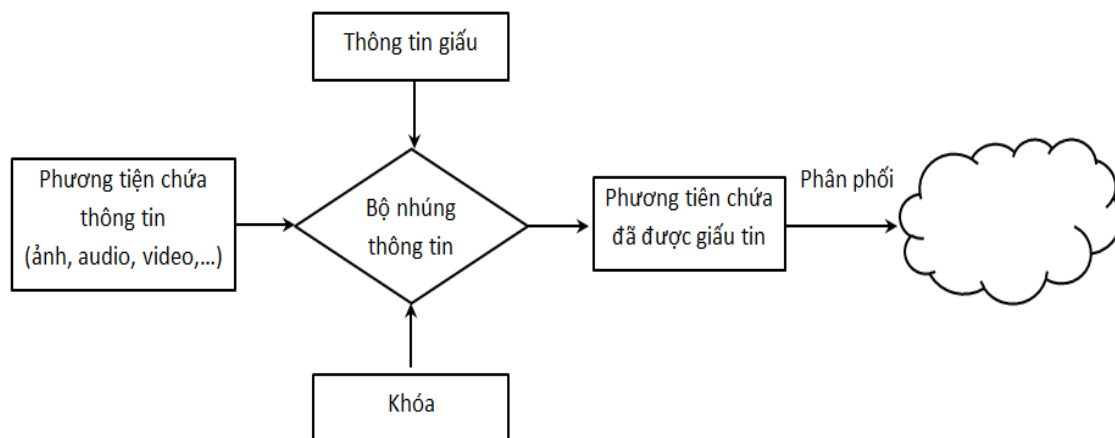 Thông tin giấu
Phương tiện chứa
thông tin
(ảnh, audio, video,...)
Bộ nhúng
thông tin
Phương tiên chứa
đã được giấu tin
Phân phối
Khóa